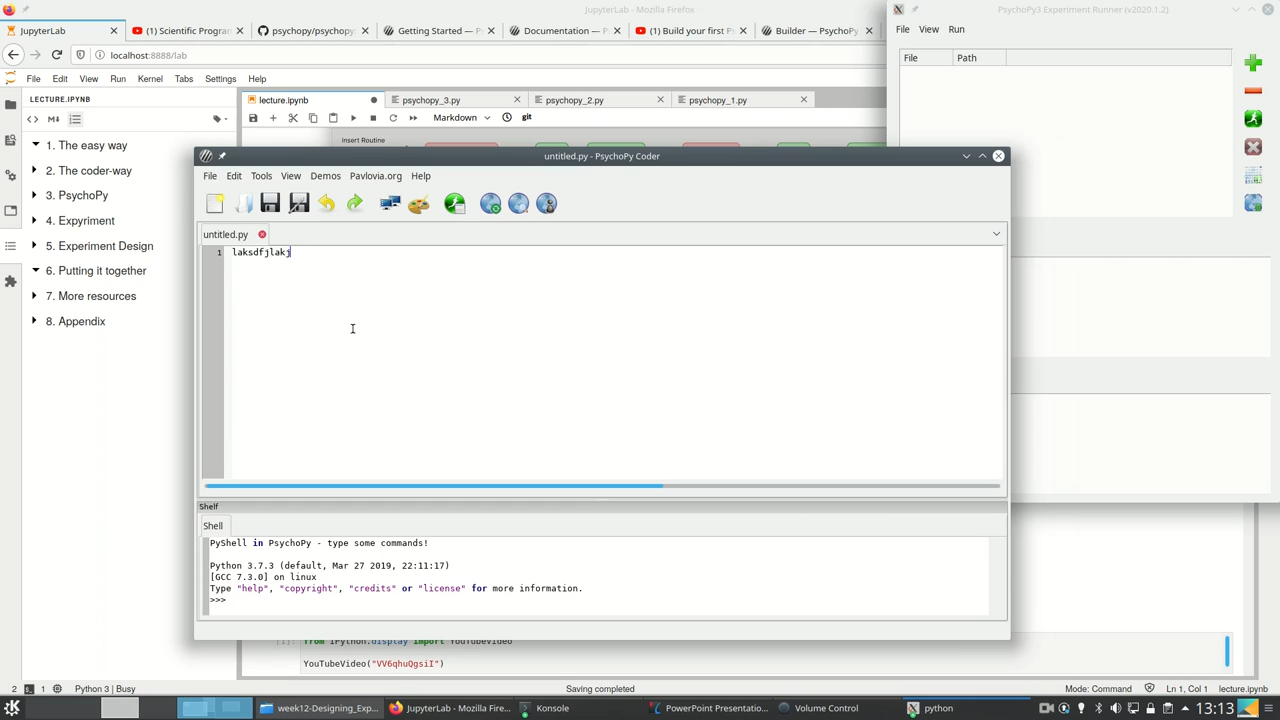 JupyterLab - Mozilla Firefox
PsychoPy3 Experiment Runner (v2020.1.2)
JupyterLab
(1) Scientific Progran
psychopy/psychopy:
Getting Started — P
Documentation — P
(1) Build your first P
Builder — PsychoPy
localhost:8888/lab
File Edit View Run Kernel Tabs Settings Help
File View Run
File Path
LECTURE.IPYNB
lecture.ipynb
psychopy_3.py
psychopy_2.py
psychopy_1.py
Markdown
git
Insert Routine
1. The easy way
2. The coder-way
3. PsychoPy
4. Expyriment
5. Experiment Design
6. Putting it together
7. More resources
8. Appendix
untitled.py - PsychoPy Coder
File Edit Tools View Demos Pavlovia.org Help
untitled.py
1 laksdfjlakj
Shelf
Shell
PyShell in PsychoPy - type some commands!
Python 3.7.3 (default, Mar 27 2019, 22:11:17)
[GCC 7.3.0] on linux
Type "help", "copyright", "credits" or "license" for more information.
>>>
from IPython.display import YouTubeVideo
YouTubeVideo("VV6qhuQgsiI")
2 1 Python 3 | Busy
Saving completed
Mode: Command
Ln 1, Col 1 lecture.ipynb
week12-Designing_Exp...
JupyterLab - Mozilla Fire...
Konsole
PowerPoint Presentatio...
Volume Control
python
13:13